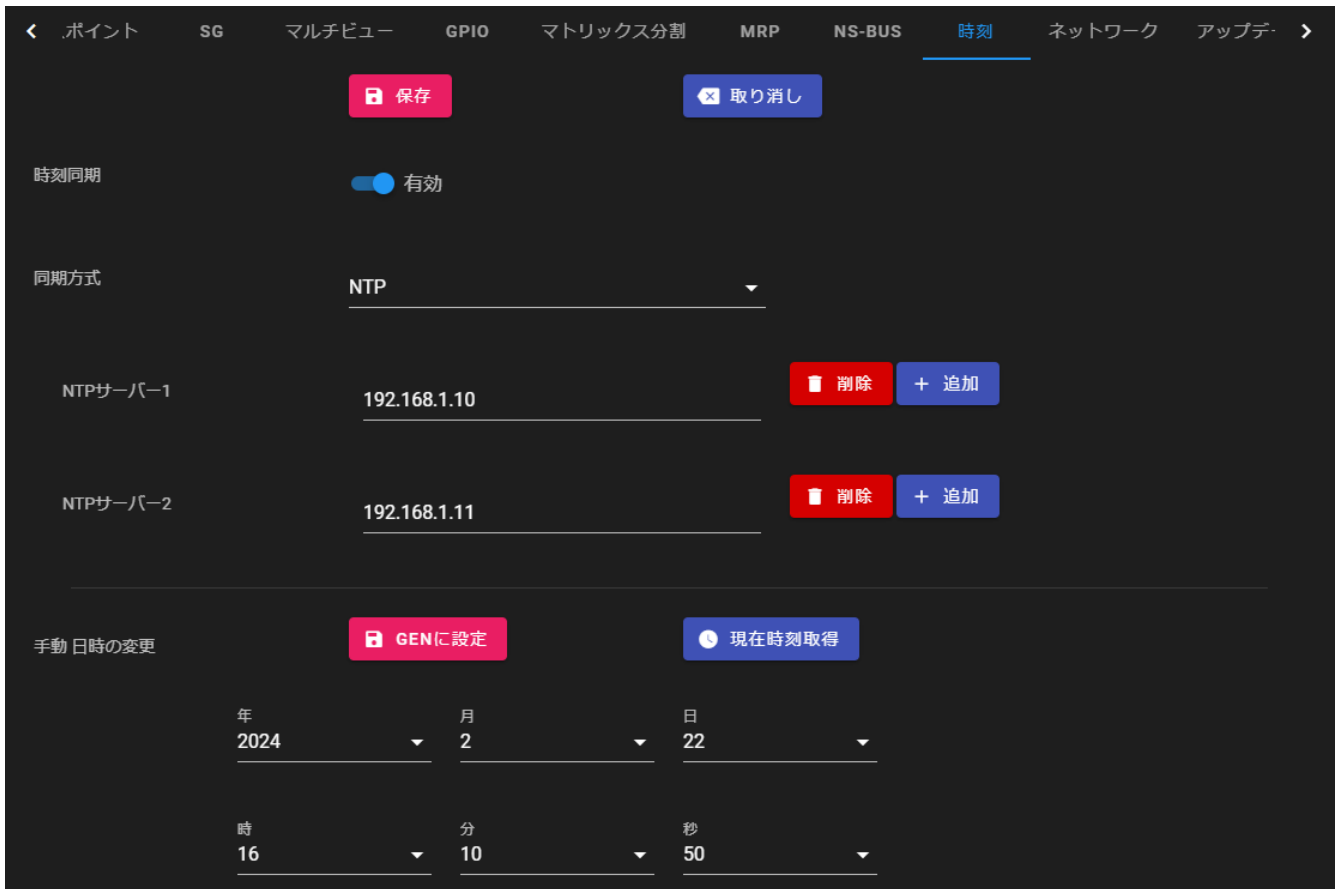 .ポイント SG マルチビュー GPIO マトリックス分割 MRP NS-BUS 時刻 ネットワーク アップデー
保存 取り消し
時刻同期 有効
同期方式 NTP
NTPサーバー1 192.168.1.10 削除 + 追加
NTPサーバー2 192.168.1.11 削除 + 追加
手動 日時の変更 GENに設定 現在時刻取得
年 月 日
2024 2 22
時 分 秒
16 10 50